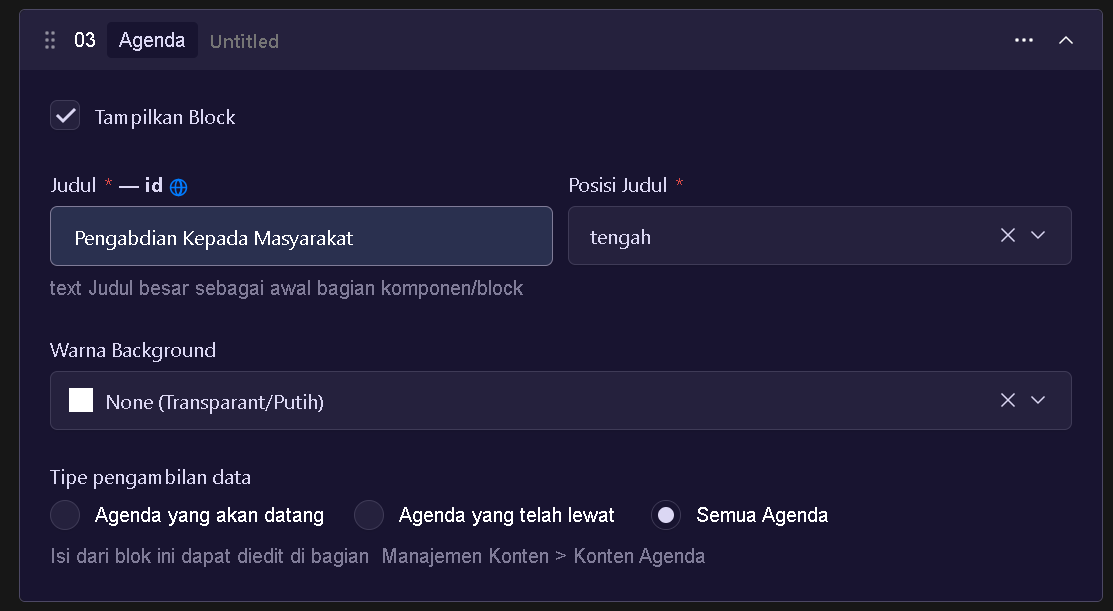 03 Agenda Untitled
Tampilkan Block
Judul * — id
Posisi Judul *
Pengabdian Kepada Masyarakat
tengah
text Judul besar sebagai awal bagian komponen/block
Warna Background
None (Transparant/Putih)
Tipe pengambilan data
Agenda yang akan datang
Agenda yang telah lewat
Semua Agenda
Isi dari blok ini dapat diedit di bagian  Manajemen Konten > Konten Agenda